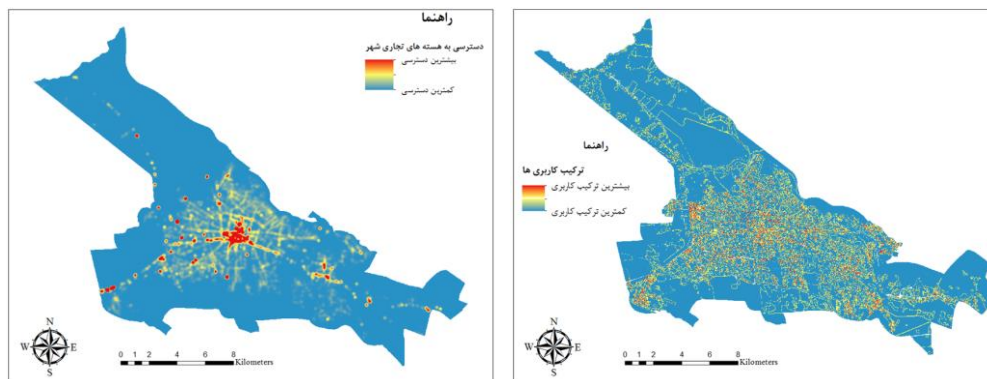 راهنما
دسترسی به هسته های تجاری شهر
بیشترین دسترسی
کمترین دسترسی
N
W E
S
0 1 2 4 6 8
Kilometers
راهنما
ترکیب کاربری ها
بیشترین ترکیب کاربری
کمترین ترکیب کاربری
N
W E
S
0 1 2 4 6 8
Kilometers